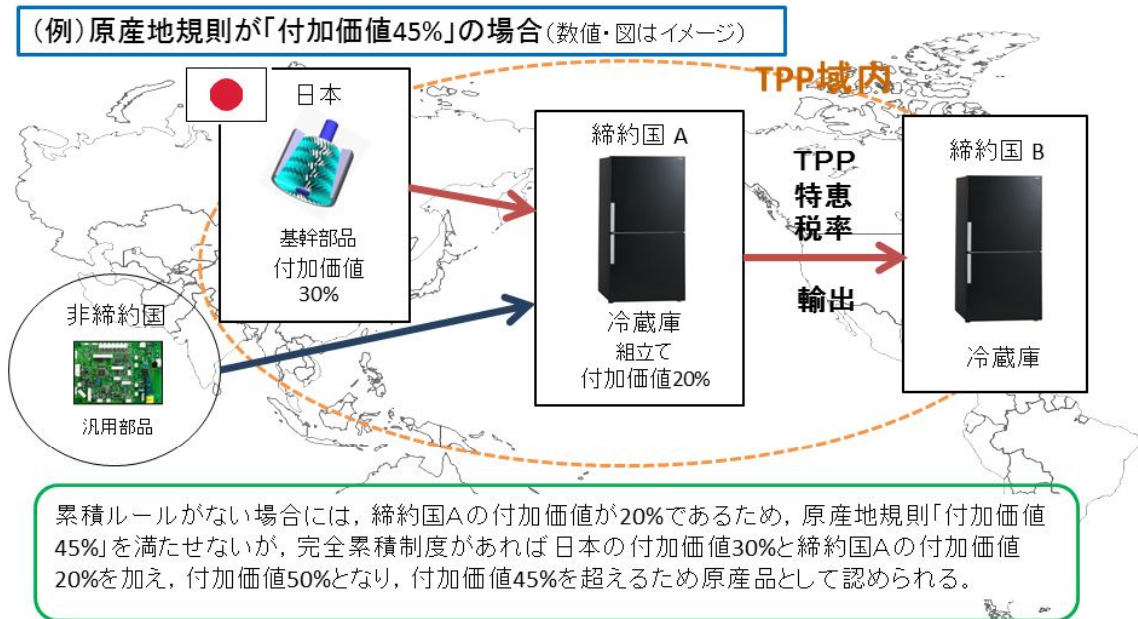 (例)原産地規則が「付加価値45%」の場合(数値・図はイメージ)
TPP域内
日本
基幹部品
付加価値
30%
非締約国
汎用部品
締約国 A
冷蔵庫
組立て
付加価値20%
TPP
特恵
税率
輸出
締約国 B
冷蔵庫
累積ルールがない場合には, 締約国Aの付加価値が20%であるため, 原産地規則「付加価値
45%」を満たせないが, 完全累積制度があれば日本の付加価値30%と締約国Aの付加価値
20%を加え, 付加価値50%となり, 付加価値45%を超えるため原産品として認められる。